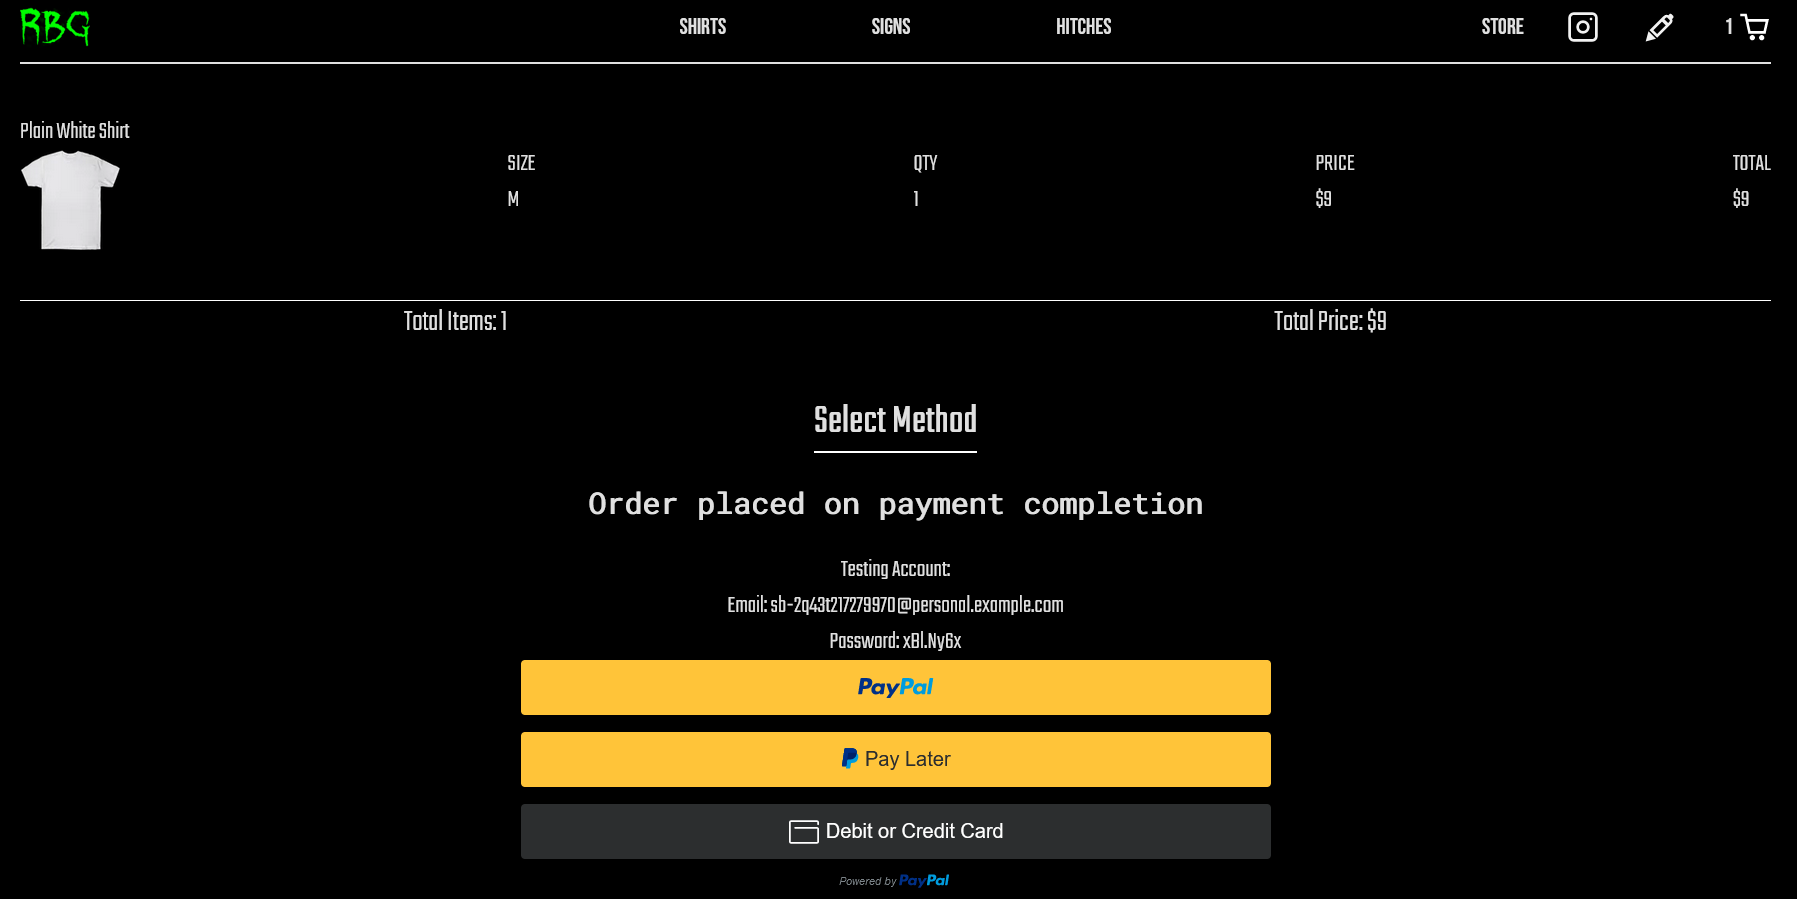 RBG
SHIRTS SIGNS HITCHES STORE 1
Plain White Shirt
SIZE QTY PRICE TOTAL
M 1 $9 $9
Total Items: 1 Total Price: $9
Select Method
Order placed on payment completion
Testing Account:
Email: sb-2q43t217279970@personal.example.com
Password: xBl.Ny6x
PayPal
Pay Later
Debit or Credit Card
Powered by PayPal